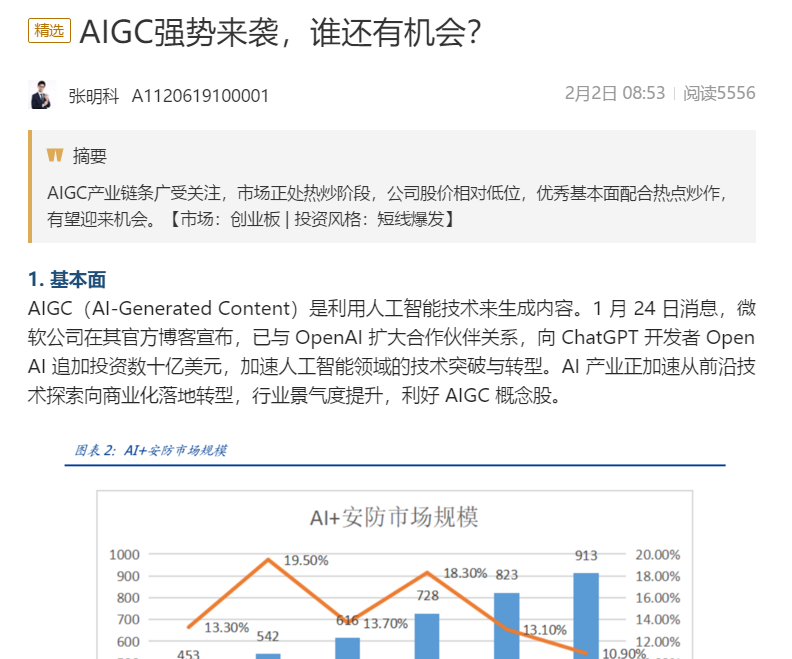 精选 AIGC强势来袭，谁还有机会？
张明科 A1120619100001 2月2日 08:53 阅读5556
摘要
AIGC产业链条广受关注，市场正处热炒阶段，公司股价相对低位，优秀基本面配合热点炒作，
有望迎来机会。【市场：创业板 | 投资风格：短线爆发】
1. 基本面
AIGC（AI-Generated Content）是利用人工智能技术来生成内容。1 月 24 日消息，微
软公司在其官方博客宣布，已与 OpenAI 扩大合作伙伴关系，向 ChatGPT 开发者 Open
AI 追加投资数十亿美元，加速人工智能领域的技术突破与转型。AI 产业正加速从前沿技
术探索向商业化落地转型，行业景气度提升，利好 AIGC 概念股。
图表 2：AI+安防市场规模
AI+安防市场规模
1000 19.50% 913 20.00%
900 18.30% 823 18.00%
800 728 16.00%
700 13.30% 616 13.70% 13.10% 14.00%
600 453 542 10.90% 12.00%